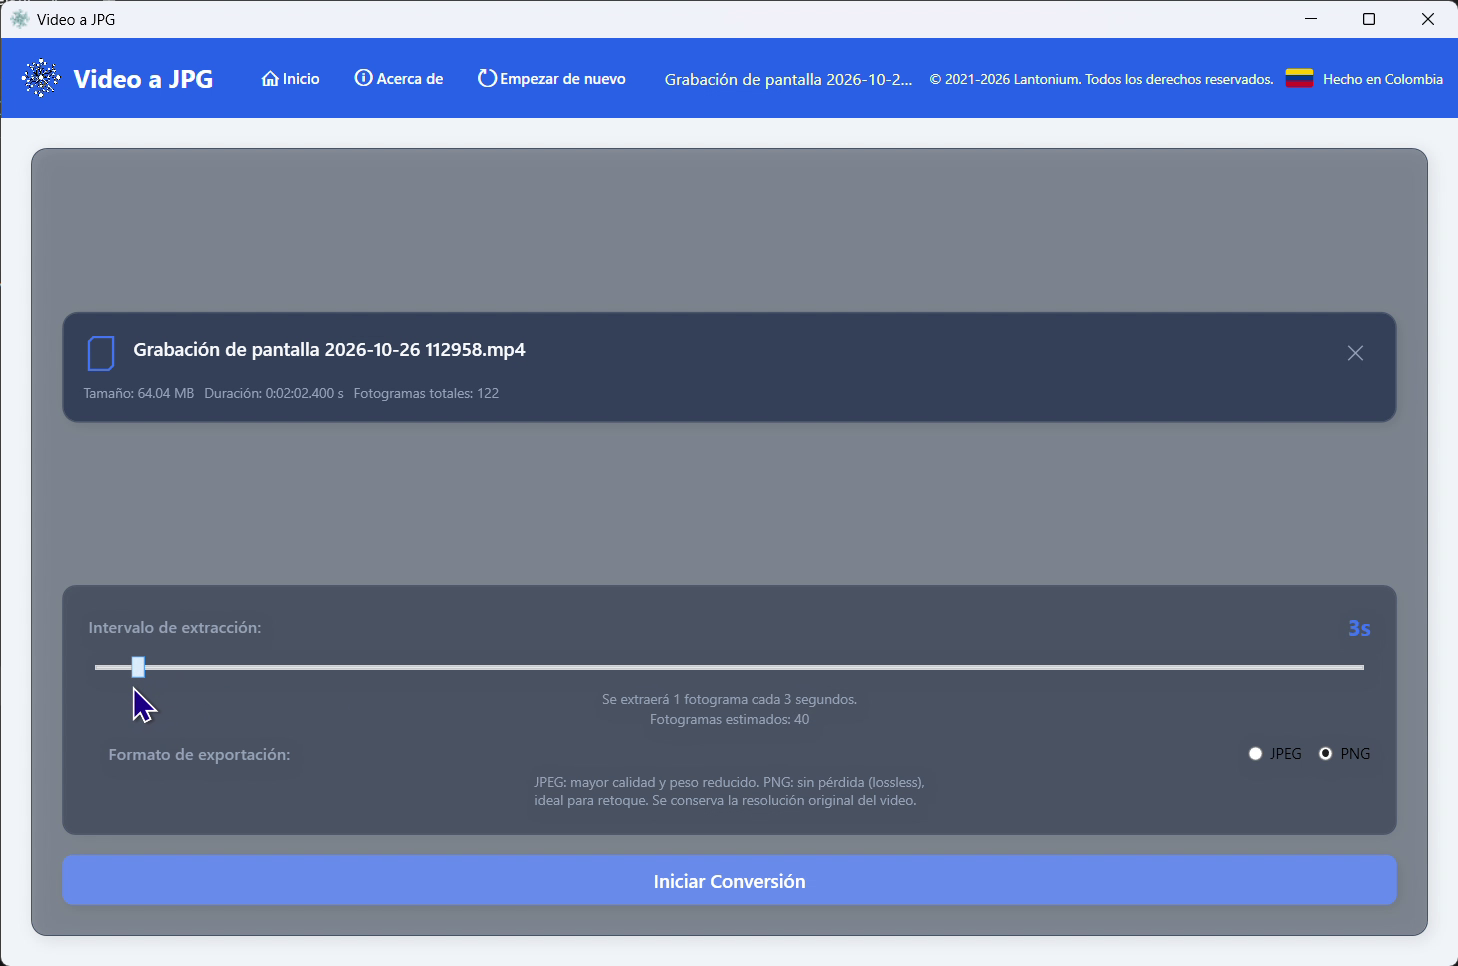 Video a JPG
Video a JPG Inicio Acerca de Empezar de nuevo Grabación de pantalla 2026-10-2... © 2021-2026 Lantonium. Todos los derechos reservados. Hecho en Colombia
Grabación de pantalla 2026-10-26 112958.mp4
Tamaño: 64.04 MB Duración: 0:02:02.400 s Fotogramas totales: 122
Intervalo de extracción: 3s
Se extraerá 1 fotograma cada 3 segundos.
Fotogramas estimados: 40
Formato de exportación: JPEG PNG
JPEG: mayor calidad y peso reducido. PNG: sin pérdida (lossless),
ideal para retoque. Se conserva la resolución original del video.
Iniciar Conversión